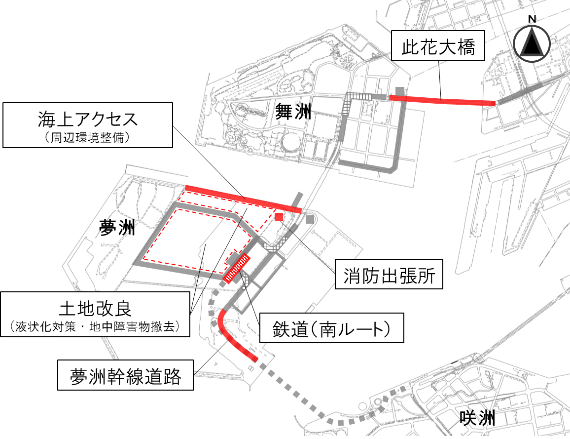 N
此花大橋
舞洲
海上アクセス
（周辺環境整備）
夢洲
消防出張所
土地改良
（液状化対策・地中障害物撤去）
鉄道（南ルート）
夢洲幹線道路
咲洲